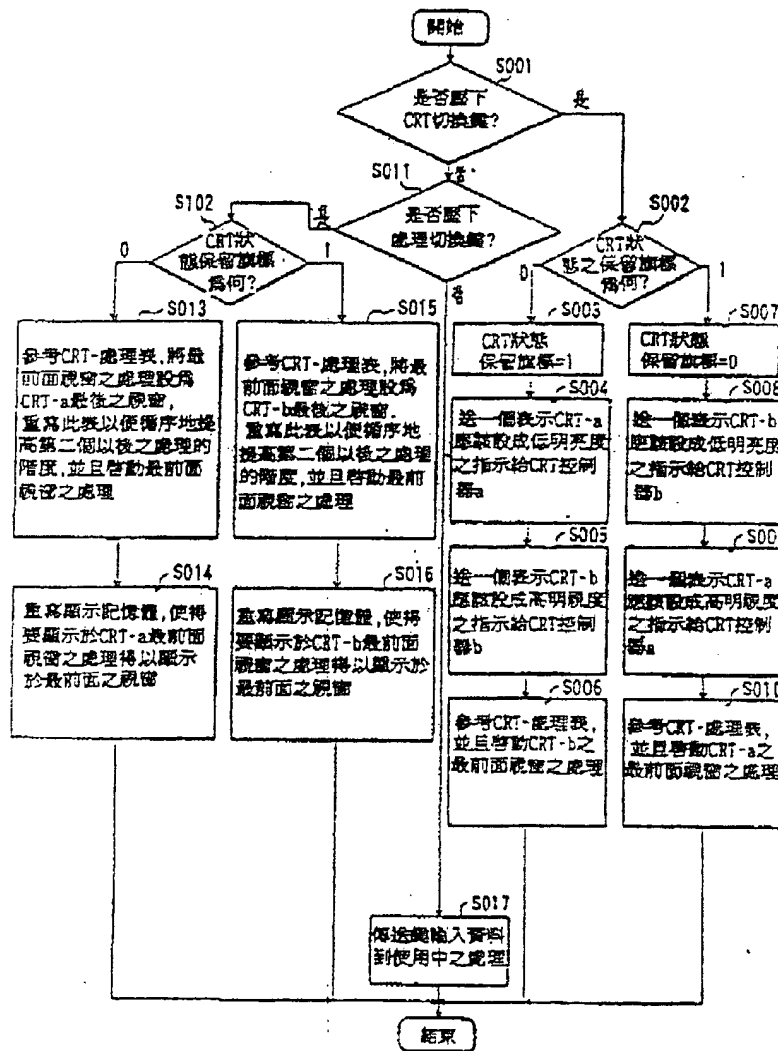 開始
S001
是否壓下
CRT切換鍵?
是
否
S011
是否壓下
處理切換鍵?
是
否
S102
CRT狀
態保留旗標
為何?
0
1
S002
CRT狀
態之保留旗標
為何?
0
1
S013
參考CRT-處理表,將最
前面視窗之處理設為
CRT-a最後之視窗,
重寫此表以便循序地提
高第二個以後之處理的
階度,並且啓動最前面
視窗之處理
S015
參考CRT-處理表,將最
前面視窗之處理設為
CRT-b最後之視窗.
重寫此表以便循序地
提高第二個以後之處理
的階度,並且啓動最前
面視窗之處理
S003
CRT狀態
保留旗標=1
S007
CRT狀態
保留旗標=0
S004
送一個表示CRT-a
應該設成低明亮度
之指示給CRT控制
器a
S008
送一個表示CRT-b
應該設成低明亮度
之指示給CRT控制
器b
S005
送一個表示CRT-b
應該設成高明視度
之指示給CRT控制
器b
S00
送一個表示CRT-a
應該設成高明視度
之指示給CRT控制
器a
S014
重寫顯示記憶體,使得
要顯示於CRT-a最前面
視窗之處理得以顯示
於最前面之視窗
S016
重寫顯示記憶體,使得
要顯示於CRT-b最前面
視窗之處理得以顯示於
最前面之視窗
S006
參考CRT-處理表,
並且啓動CRT-b之
最前面視窗之處理
S010
參考CRT-處理表,
並且啓動CRT-a之
最前面視窗之處理
S017
傳送鍵輸入資料
到使用中之處理
結束